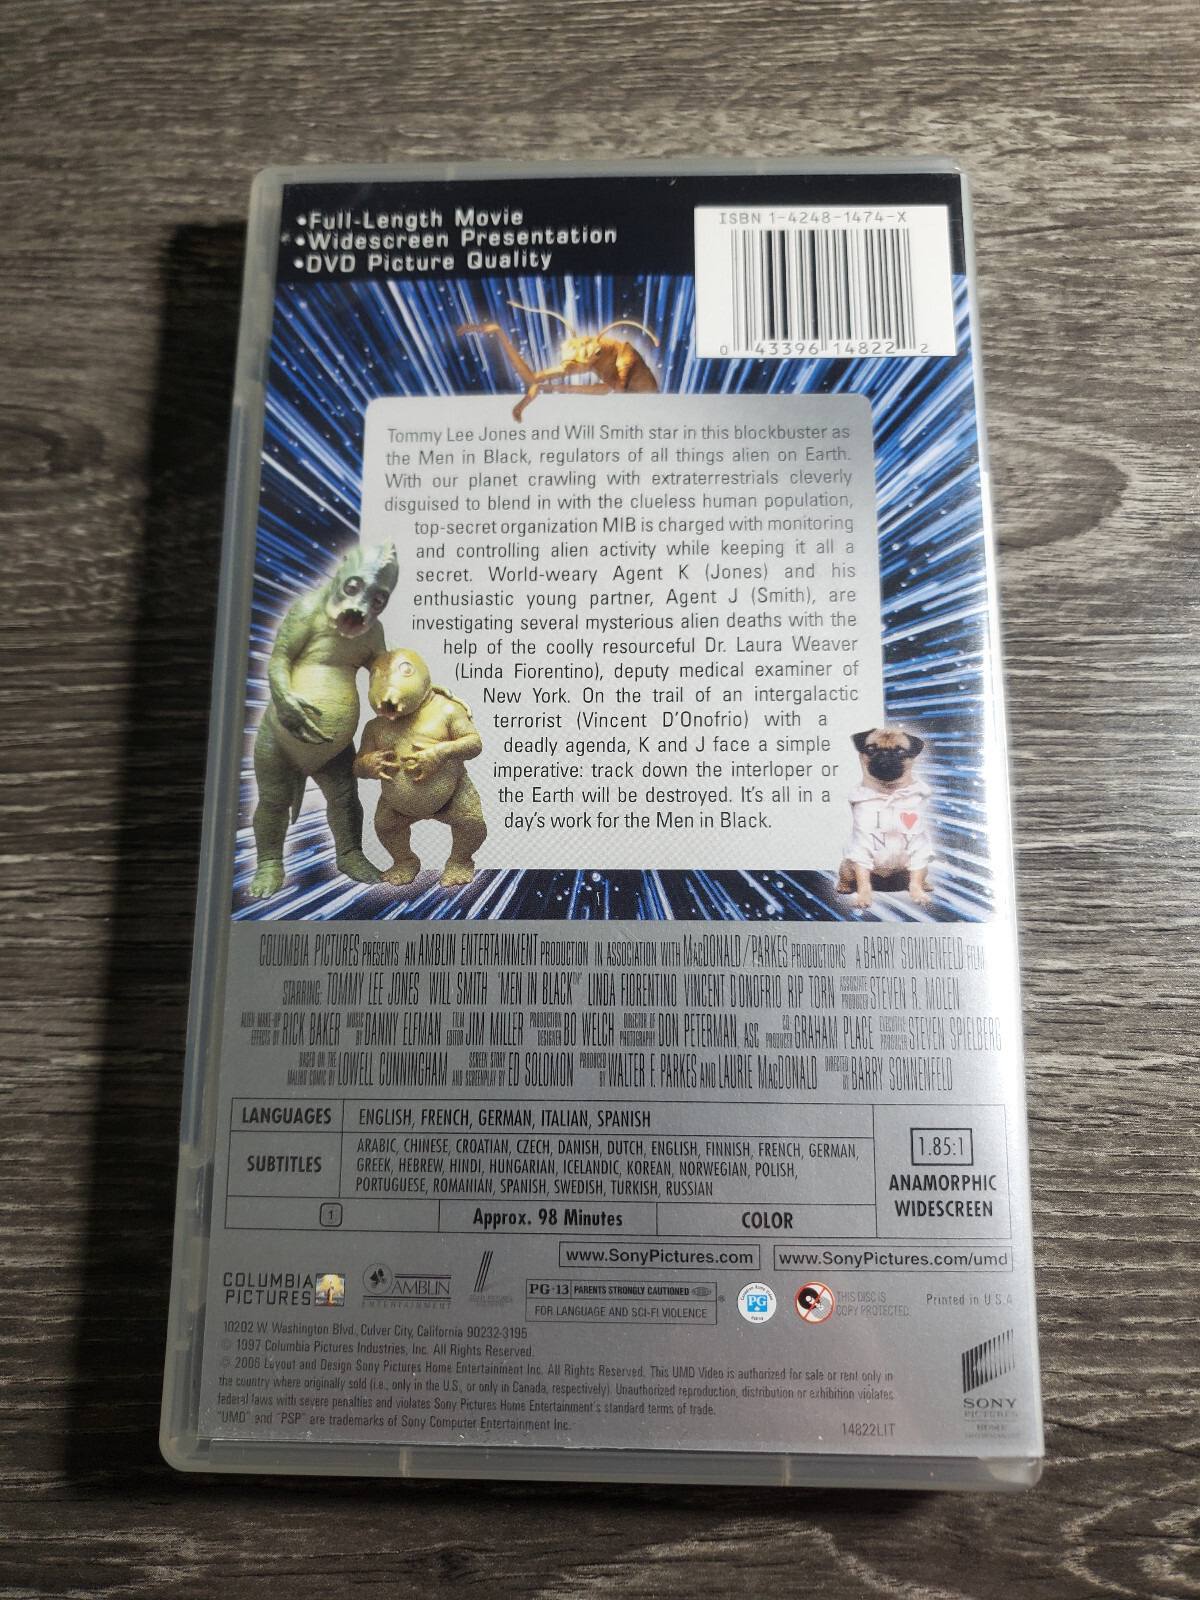 •Full-Length Movie
•Widescreen Presentation
•DVD Picture Quality
ISBN 1-4248-1474-X
0 43396 14822 2
Tommy Lee Jones and Will Smith star in this blockbuster as
the Men in Black, regulators of all things alien on Earth.
With our planet crawling with extraterrestrials cleverly
disguised to blend in with the clueless human population,
top-secret organization MIB is charged with monitoring
and controlling alien activity while keeping it all a
secret. World-weary Agent K (Jones) and his
enthusiastic young partner, Agent J (Smith), are
investigating several mysterious alien deaths with the
help of the coolly resourceful Dr. Laura Weaver
(Linda Fiorentino), deputy medical examiner of
New York. On the trail of an intergalactic
terrorist (Vincent D'Onofrio) with a
deadly agenda, K and J face a simple
imperative: track down the interloper or
the Earth will be destroyed. It's all in a
day's work for the Men in Black.
I ♥
NY
COLUMBIA PICTURES PRESENTS AN AMBLIN ENTERTAINMENT PRODUCTION IN ASSOCIATION WITH MACDONALD/PARKES PRODUCTIONS A BARRY SONNENFELD FILM
STARRING: TOMMY LEE JONES WILL SMITH "MEN IN BLACK" LINDA FIORENTINO VINCENT D'ONOFRIO RIP TORN ASSOCIATE PRODUCER STEVEN R. MOLEN
ALIEN MAKE-UP EFFECTS BY RICK BAKER MUSIC BY DANNY ELFMAN FILM EDITOR JIM MILLER PRODUCTION DESIGNER BO WELCH DIRECTOR OF PHOTOGRAPHY DON PETERMAN, ASC CO-PRODUCER GRAHAM PLACE EXECUTIVE PRODUCER STEVEN SPIELBERG
BASED ON THE MALIBU COMIC BY LOWELL CUNNINGHAM SCREEN STORY AND SCREENPLAY BY ED SOLOMON PRODUCED BY WALTER F. PARKES AND LAURIE MACDONALD DIRECTED BY BARRY SONNENFELD
LANGUAGES ENGLISH, FRENCH, GERMAN, ITALIAN, SPANISH
SUBTITLES ARABIC, CHINESE, CROATIAN, CZECH, DANISH, DUTCH, ENGLISH, FINNISH, FRENCH, GERMAN,
GREEK, HEBREW, HINDI, HUNGARIAN, ICELANDIC, KOREAN, NORWEGIAN, POLISH,
PORTUGUESE, ROMANIAN, SPANISH, SWEDISH, TURKISH, RUSSIAN
1.85:1
ANAMORPHIC
WIDESCREEN
1 Approx. 98 Minutes COLOR
www.SonyPictures.com www.SonyPictures.com/umd
COLUMBIA
PICTURES
AMBLIN
ENTERTAINMENT
PG-13 PARENTS STRONGLY CAUTIONED
FOR LANGUAGE AND SCI-FI VIOLENCE
PG
THIS DISC IS
COPY PROTECTED.
Printed in U.S.A.
10202 W. Washington Blvd., Culver City, California 90232-3195
© 1997 Columbia Pictures Industries, Inc. All Rights Reserved.
© 2006 Layout and Design Sony Pictures Home Entertainment Inc. All Rights Reserved. This UMD Video is authorized for sale or rent only in
the country where originally sold (i.e., only in the U.S., or only in Canada, respectively). Unauthorized reproduction, distribution or exhibition violates
federal laws with severe penalties and violates Sony Pictures Home Entertainment's standard terms of trade.
"UMD" and "PSP" are trademarks of Sony Computer Entertainment Inc.
14822LIT
SONY
PICTURES
HOME